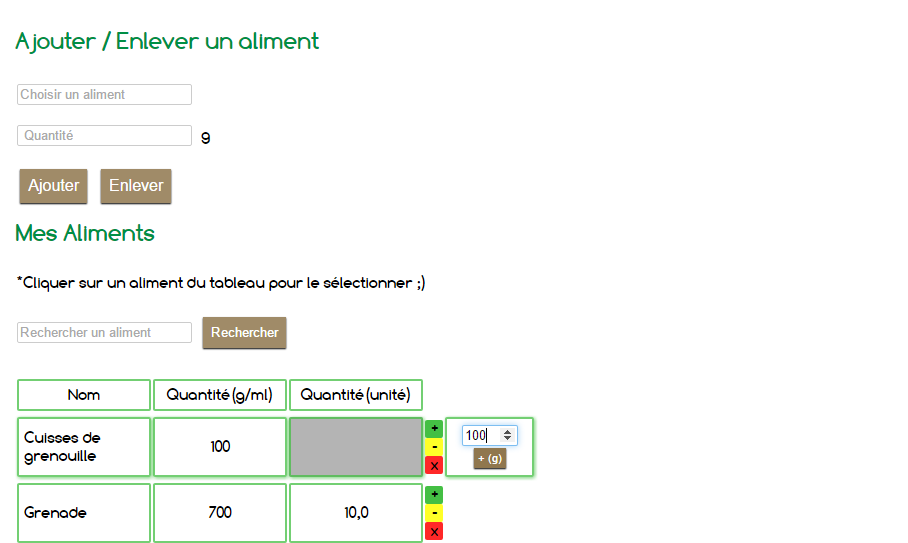 Ajouter / Enlever un aliment
Choisir un aliment
Quantité g
Ajouter Enlever
Mes Aliments
*Cliquer sur un aliment du tableau pour le sélectionner ;)
Rechercher un aliment Rechercher
Nom Quantité (g/ml) Quantité (unité)
Cuisses de
grenouille
100
+
-
x
100
+ (g)
Grenade 700 10,0
+
-
x